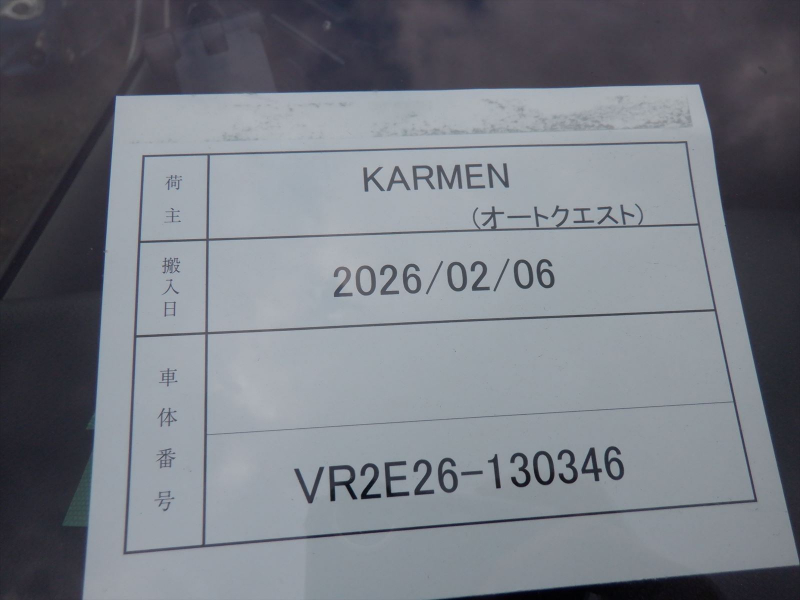 荷主
KARMEN
(オートクエスト)
搬入日
2026/02/06
車体番号
VR2E26-130346